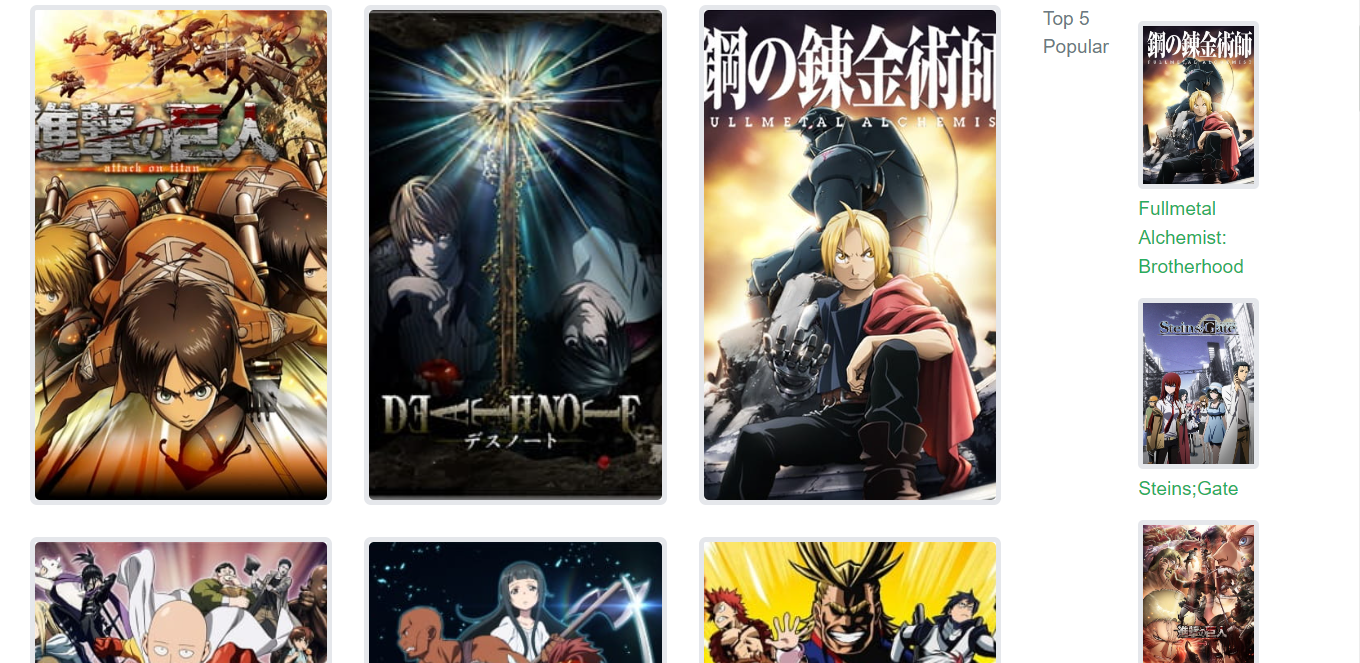 進撃の巨人
attack on titan
DEATH NOTE
デスノート
鋼の錬金術師
ULLMETAL ALCHEMIS
Top 5
Popular
鋼の錬金術師
FULLMETAL ALCHEMIST
Fullmetal
Alchemist:
Brotherhood
Steins;Gate
Steins;Gate
進撃の巨人